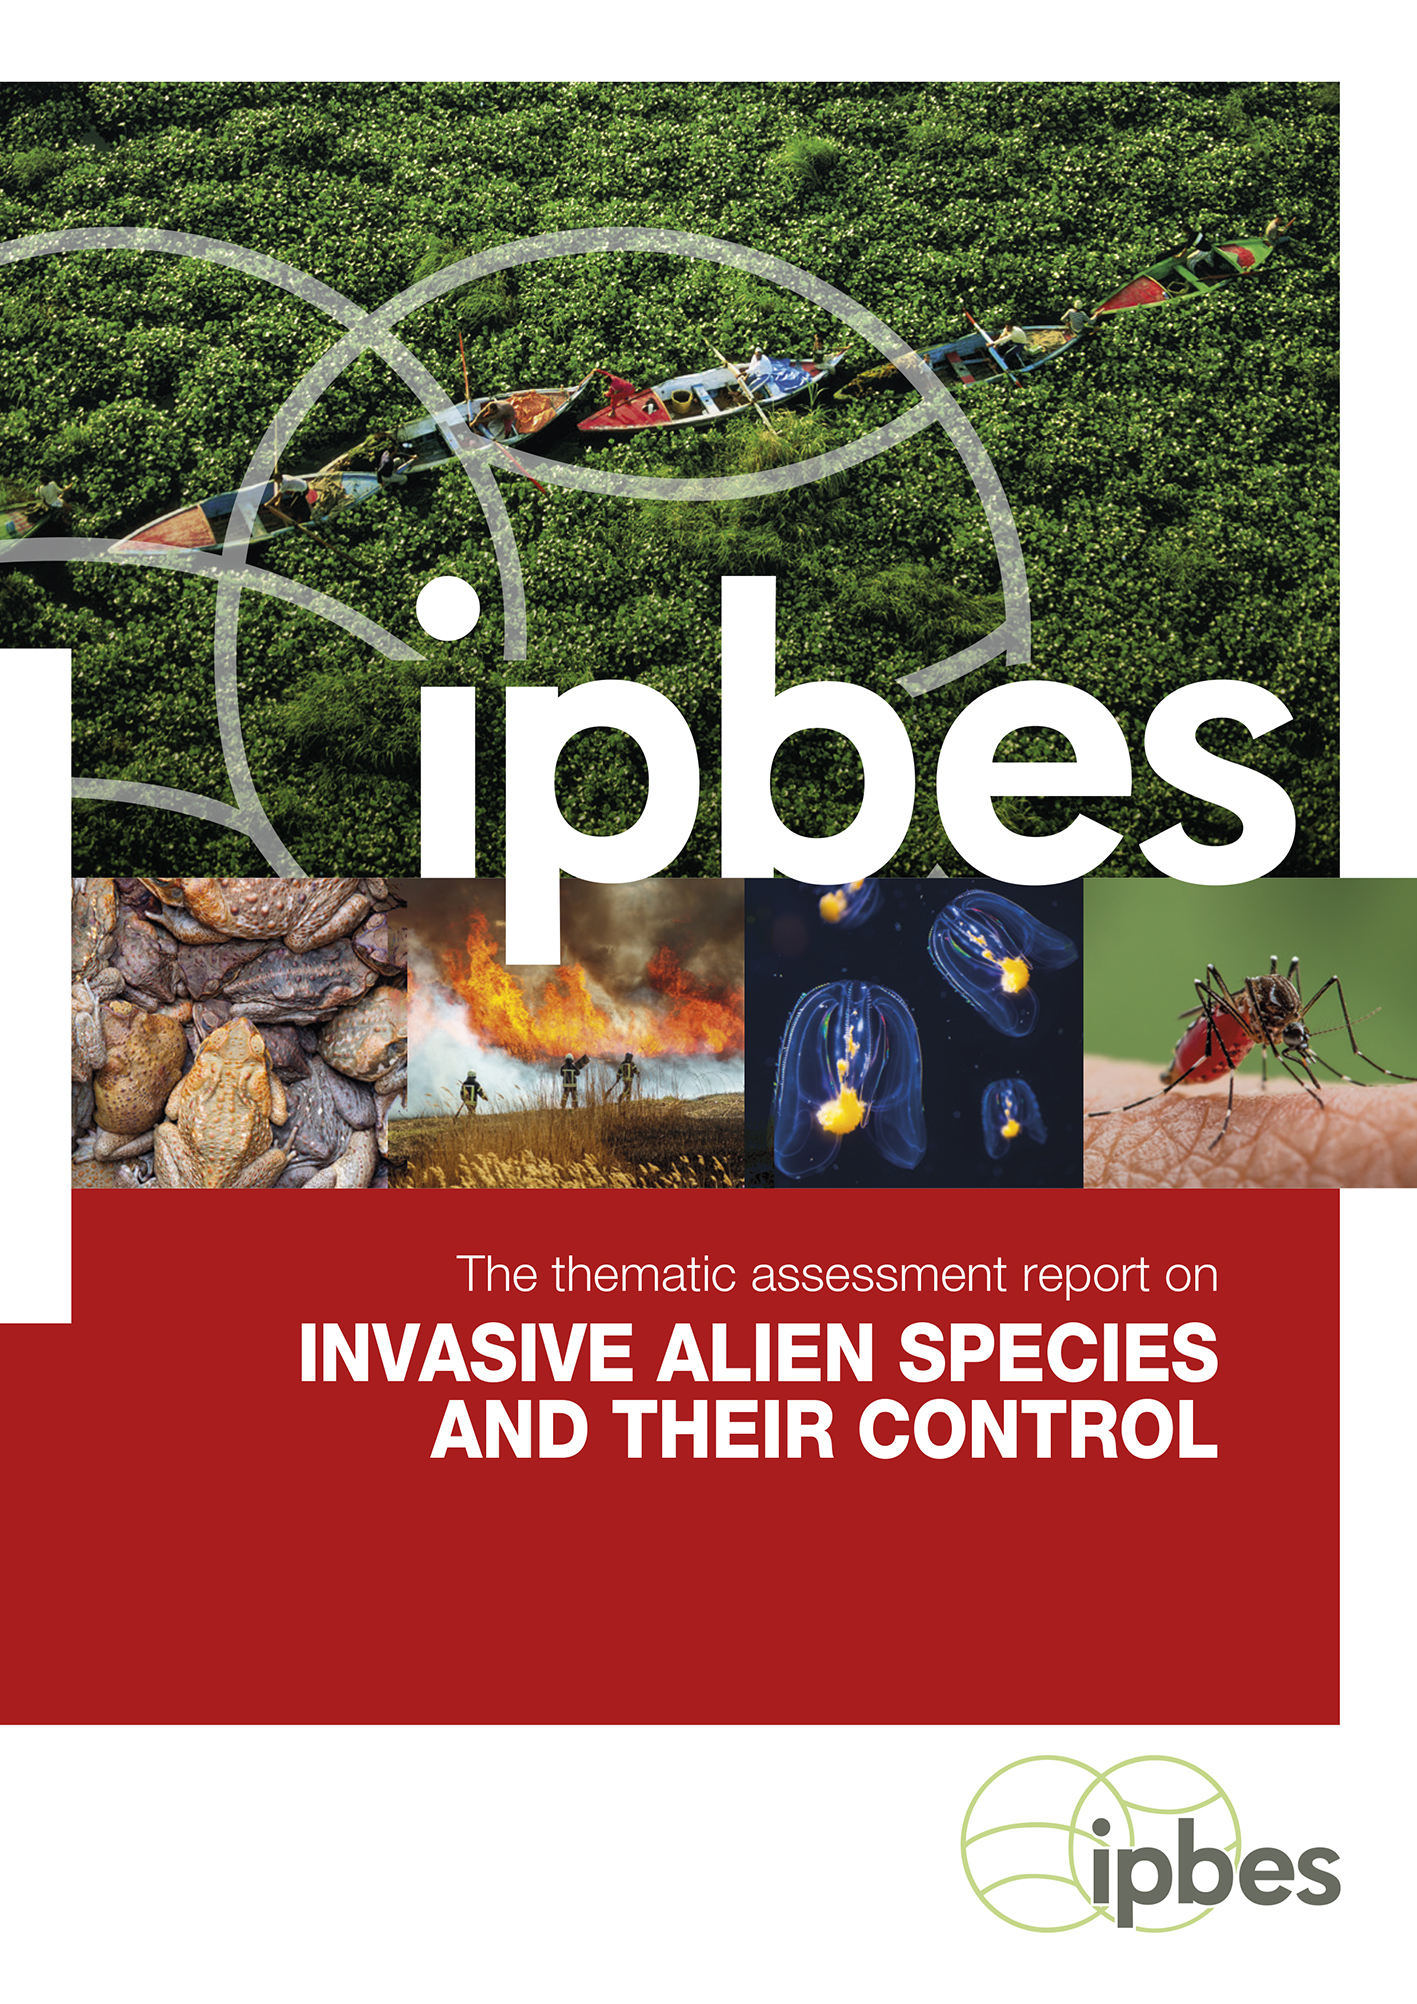 ipbes
The thematic assessment report on
INVASIVE ALIEN SPECIES
AND THEIR CONTROL
ipbes